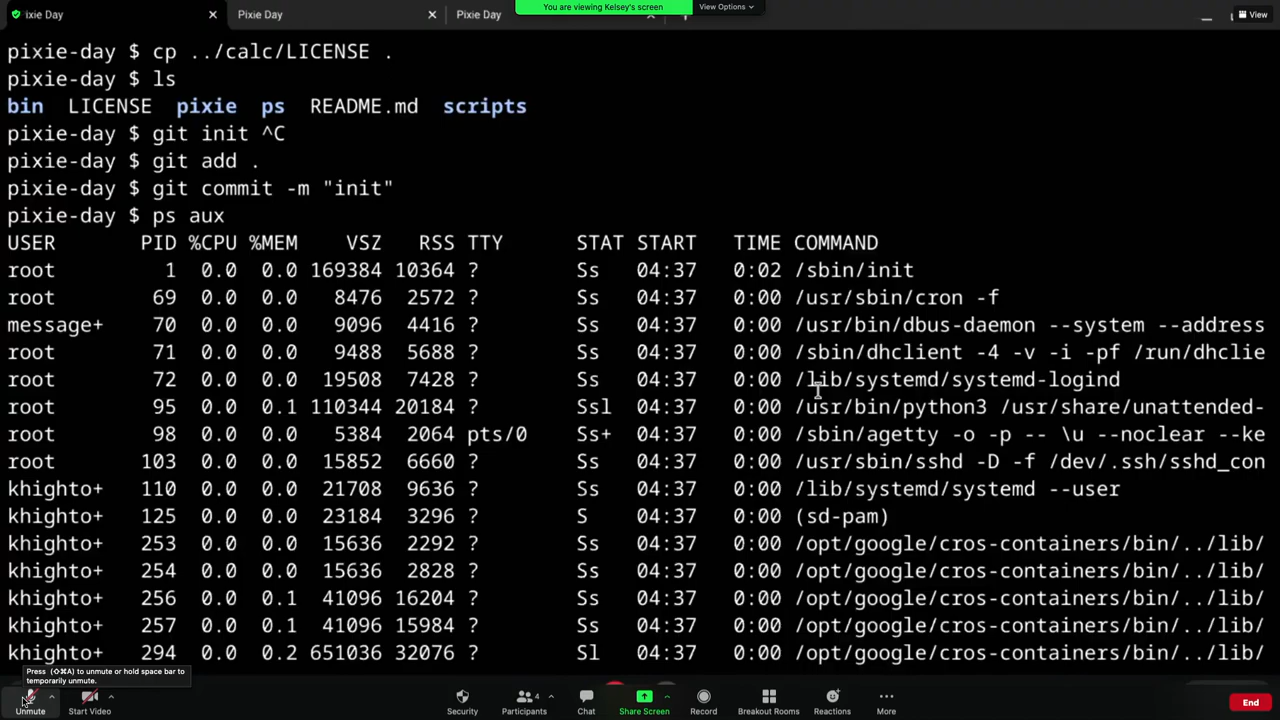 ixie Day
Pixie Day
Pixie Day
You are viewing Kelsey's screen
View Options
View
pixie-day $ cp ../calc/LICENSE .
pixie-day $ ls
bin LICENSE pixie ps README.md scripts
pixie-day $ git init ^C
pixie-day $ git add .
pixie-day $ git commit -m "init"
pixie-day $ ps aux
USER PID %CPU %MEM VSZ RSS TTY STAT START TIME COMMAND
root 1 0.0 0.0 169384 10364 ? Ss 04:37 0:02 /sbin/init
root 69 0.0 0.0 8476 2572 ? Ss 04:37 0:00 /usr/sbin/cron -f
message+ 70 0.0 0.0 9096 4416 ? Ss 04:37 0:00 /usr/bin/dbus-daemon --system --address
root 71 0.0 0.0 9488 5688 ? Ss 04:37 0:00 /sbin/dhclient -4 -v -i -pf /run/dhclie
root 72 0.0 0.0 19508 7428 ? Ss 04:37 0:00 /lib/systemd/systemd-logind
root 95 0.0 0.1 110344 20184 ? Ssl 04:37 0:00 /usr/bin/python3 /usr/share/unattended-
root 98 0.0 0.0 5384 2064 pts/0 Ss+ 04:37 0:00 /sbin/agetty -o -p -- \u --noclear --ke
root 103 0.0 0.0 15852 6660 ? Ss 04:37 0:00 /usr/sbin/sshd -D -f /dev/.ssh/sshd_con
khighto+ 110 0.0 0.0 21708 9636 ? Ss 04:37 0:00 /lib/systemd/systemd --user
khighto+ 125 0.0 0.0 23184 3296 ? S 04:37 0:00 (sd-pam)
khighto+ 253 0.0 0.0 15636 2292 ? Ss 04:37 0:00 /opt/google/cros-containers/bin/../lib/
khighto+ 254 0.0 0.0 15636 2828 ? Ss 04:37 0:00 /opt/google/cros-containers/bin/../lib/
khighto+ 256 0.0 0.1 41096 16204 ? Ss 04:37 0:00 /opt/google/cros-containers/bin/../lib/
khighto+ 257 0.0 0.1 41096 15984 ? Ss 04:37 0:00 /opt/google/cros-containers/bin/../lib/
khighto+ 294 0.0 0.2 651036 32076 ? Sl 04:37 0:00 /opt/google/cros-containers/bin/../lib/
Press (⇧⌘A) to unmute or hold space bar to
temporarily unmute.
Unmute
Start Video
Security
Participants
4
Chat
Share Screen
Record
Breakout Rooms
Reactions
More
End